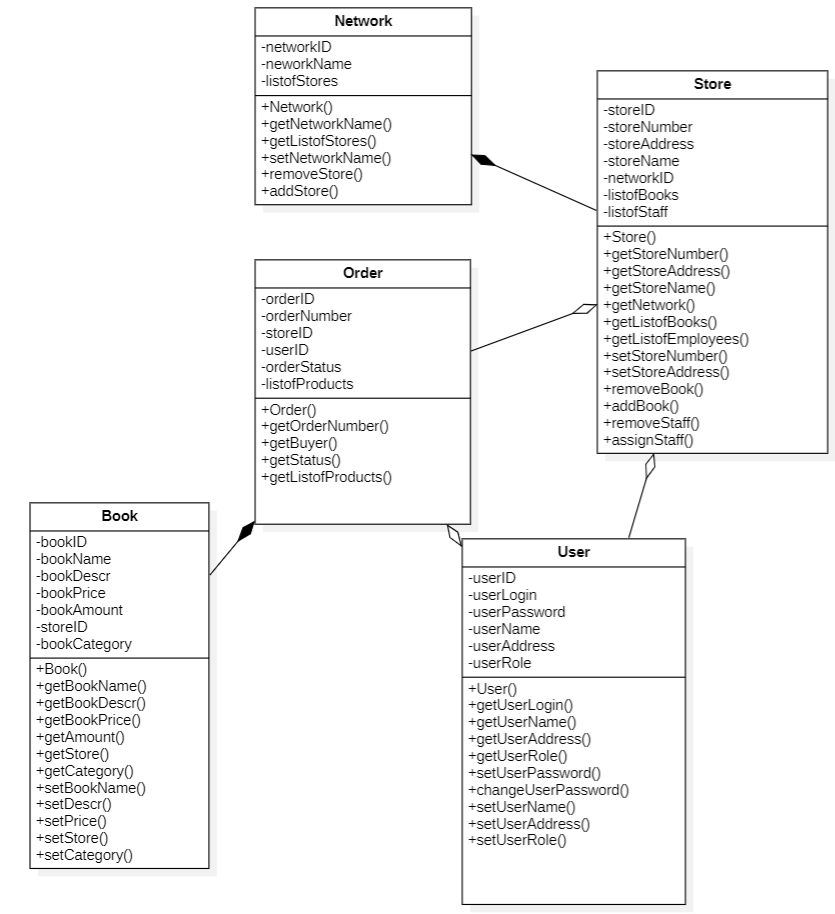 Network
-networkID
-neworkName
-listofStores
+Network()
+getNetworkName()
+getListofStores()
+setNetworkName()
+removeStore()
+addStore()
Store
-storeID
-storeNumber
-storeAddress
-storeName
-networkID
-listofBooks
-listofStaff
+Store()
+getStoreNumber()
+getStoreAddress()
+getStoreName()
+getNetwork()
+getListofBooks()
+getListofEmployees()
+setStoreNumber()
+setStoreAddress()
+removeBook()
+addBook()
+removeStaff()
+assignStaff()
Order
-orderID
-orderNumber
-storeID
-userID
-orderStatus
-listofProducts
+Order()
+getOrderNumber()
+getBuyer()
+getStatus()
+getListofProducts()
Book
-bookID
-bookName
-bookDescr
-bookPrice
-bookAmount
-storeID
-bookCategory
+Book()
+getBookName()
+getBookDescr()
+getBookPrice()
+getAmount()
+getStore()
+getCategory()
+setBookName()
+setDescr()
+setPrice()
+setStore()
+setCategory()
User
-userID
-userLogin
-userPassword
-userName
-userAddress
-userRole
+User()
+getUserLogin()
+getUserName()
+getUserAddress()
+getUserRole()
+setUserPassword()
+changeUserPassword()
+setUserName()
+setUserAddress()
+setUserRole()